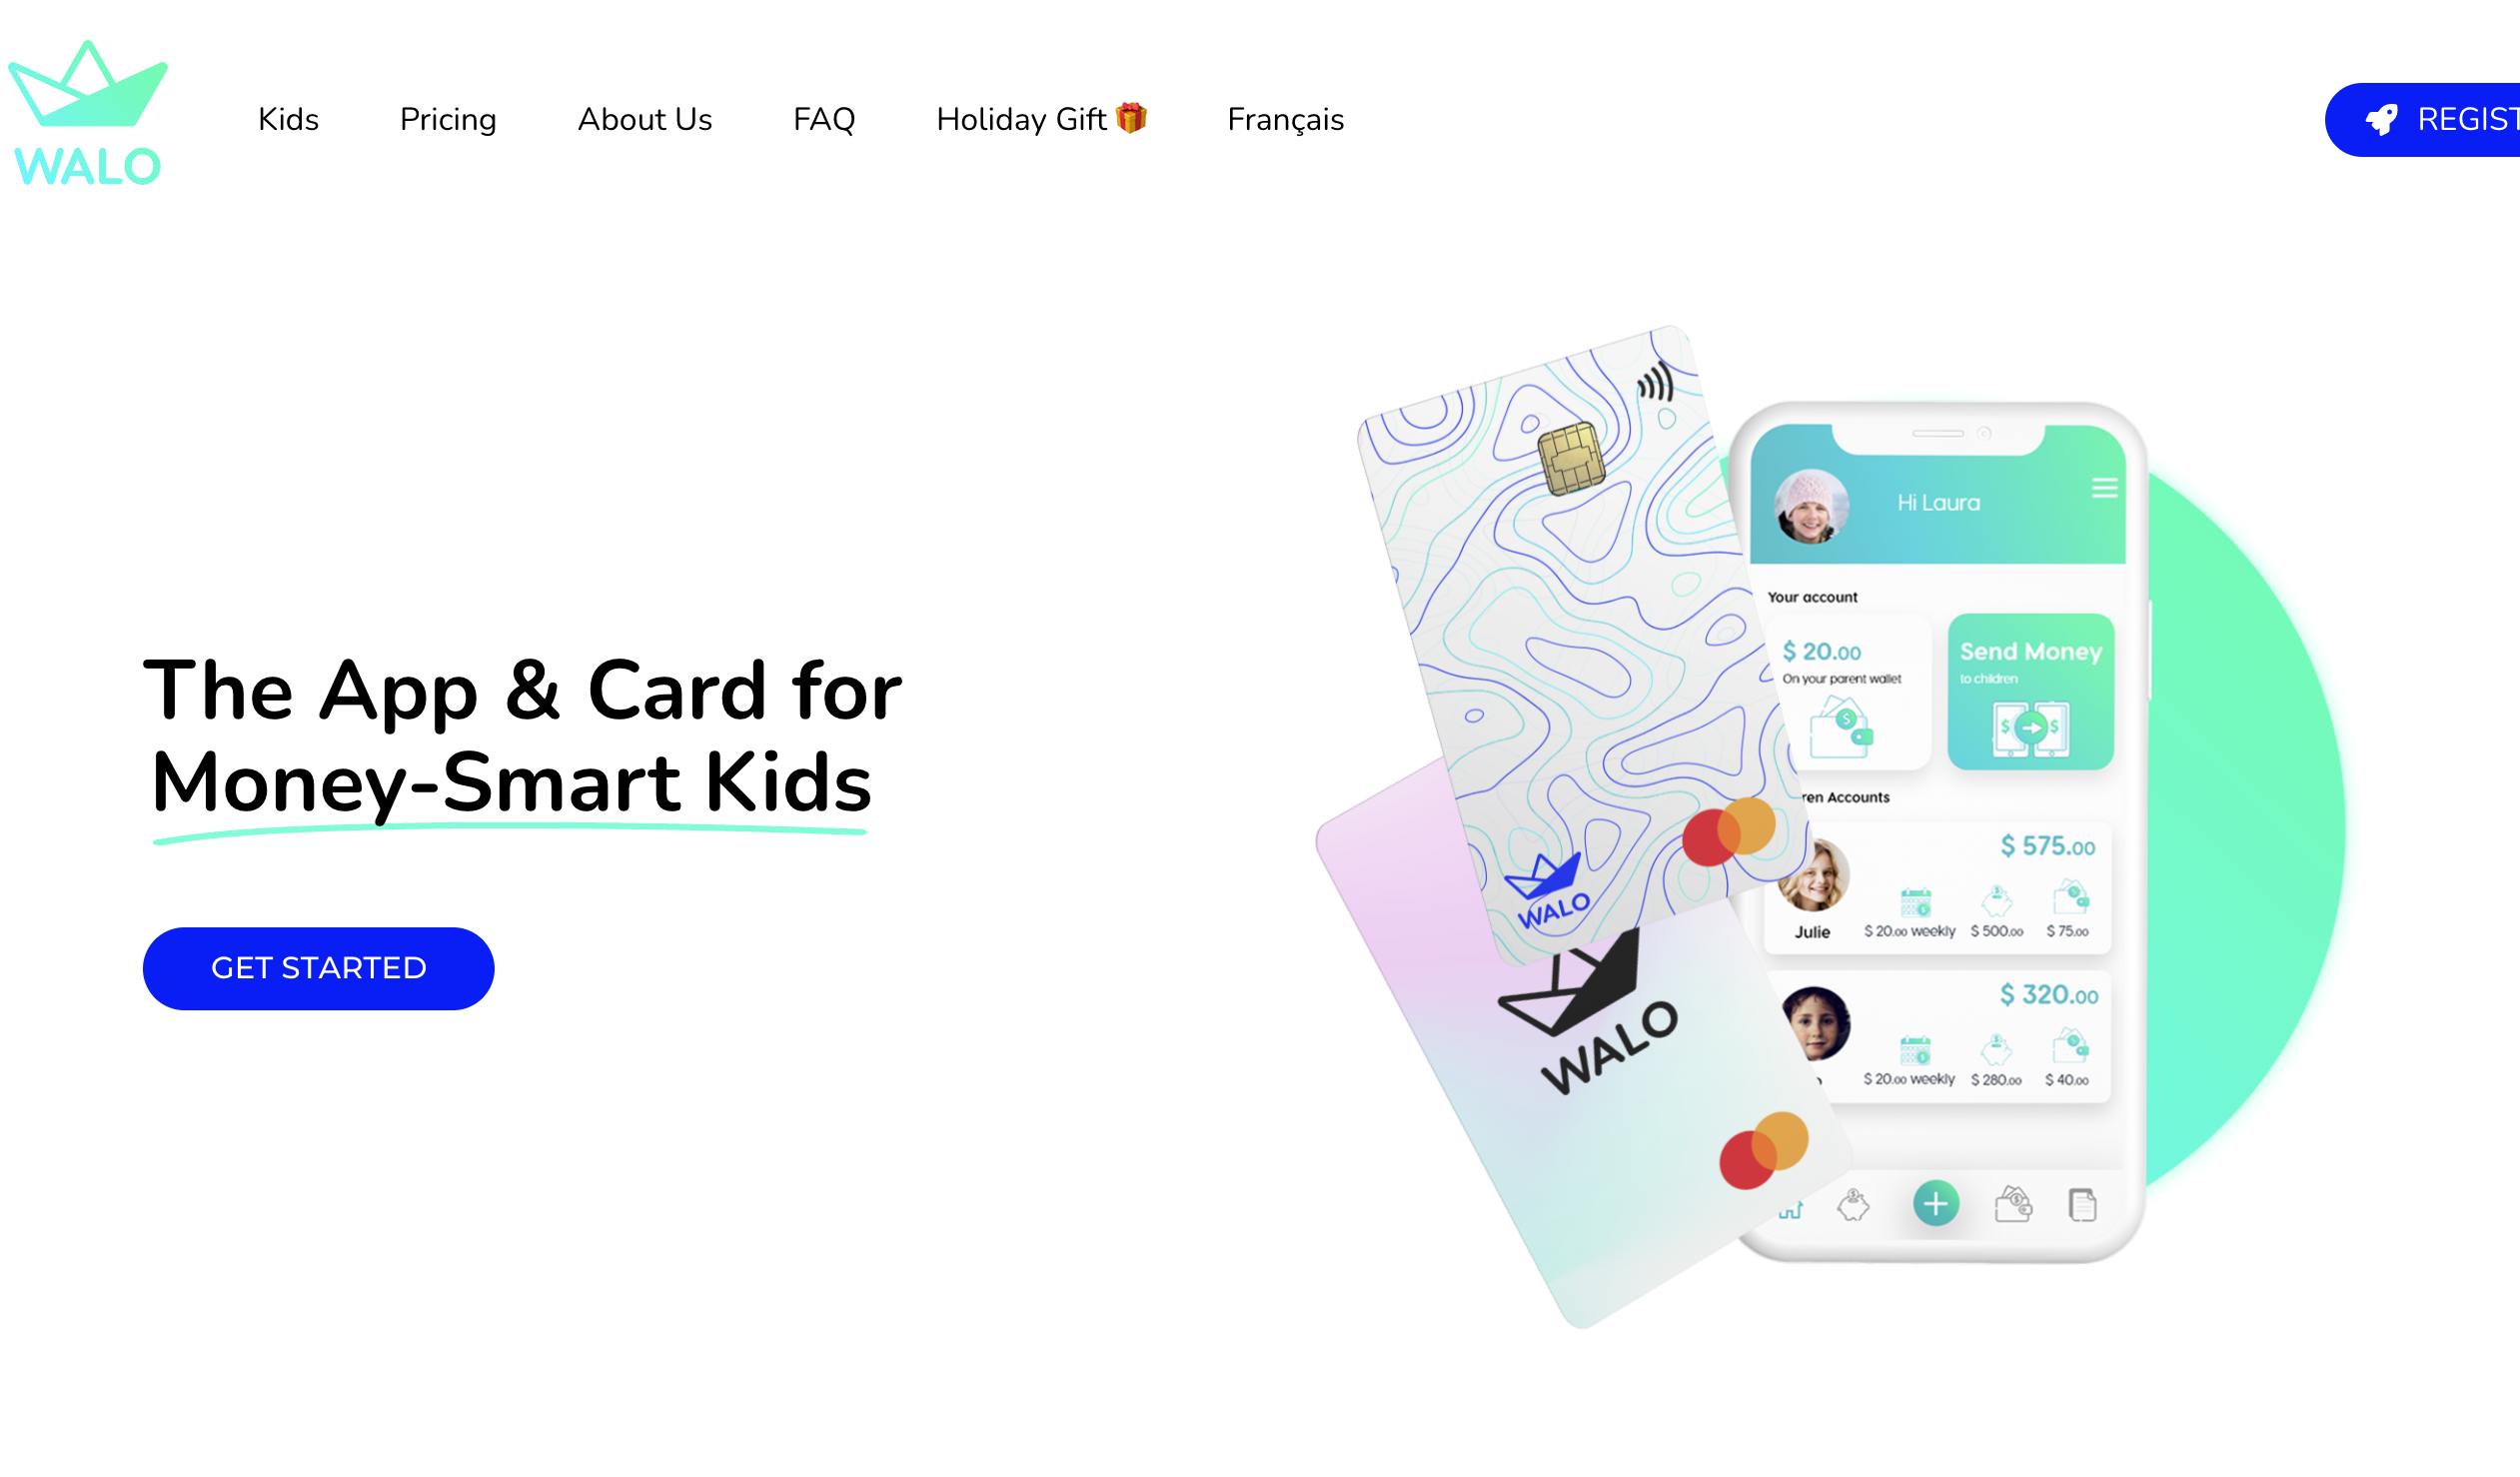 WALO
Kids
Pricing
About Us
FAQ
Holiday Gift
Français
REGIST
The App & Card for
Money-Smart Kids
GET STARTED
WALO
WALO
Hi Laura
Your account
$ 20.00
On your parent wallet
Send Money
to children
ren Accounts
$ 575.00
Julie
$ 20.00 weekly
$ 500.00
$ 75.00
$ 320.00
$ 20.00 weekly
$ 280.00
$ 40.00